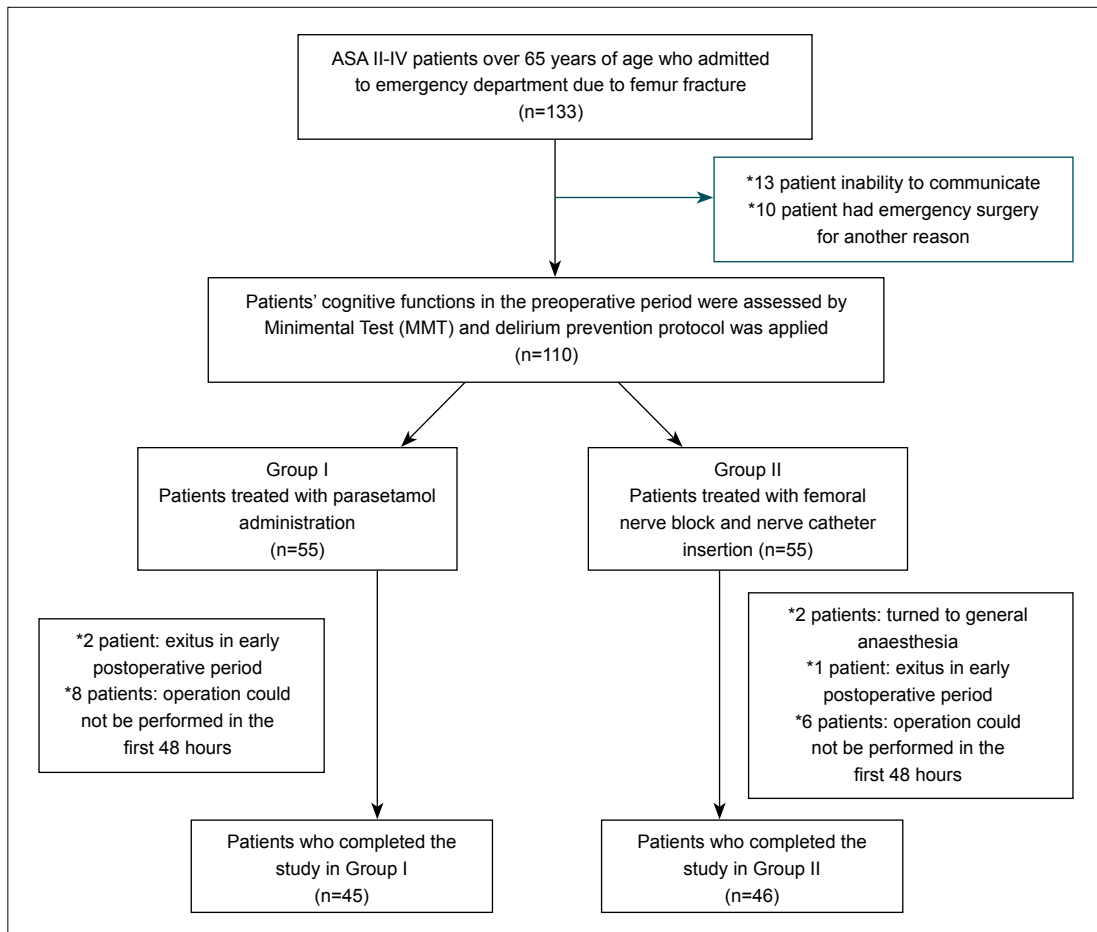 ASA II-IV patients over 65 years of age who admitted
to emergency department due to femur fracture
(n=133)
*13 patient inability to communicate
*10 patient had emergency surgery
for another reason
Patients' cognitive functions in the preoperative period were assessed by
Minimental Test (MMT) and delirium prevention protocol was applied
(n=110)
Group I
Patients treated with parasetamol
administration
(n=55)
Group II
Patients treated with femoral
nerve block and nerve catheter
insertion (n=55)
*2 patient: exitus in early
postoperative period
*8 patients: operation could
not be performed in the
first 48 hours
*2 patients: turned to general
anaesthesia
*1 patient: exitus in early
postoperative period
*6 patients: operation could
not be performed in the
first 48 hours
Patients who completed the
study in Group I
(n=45)
Patients who completed the
study in Group II
(n=46)